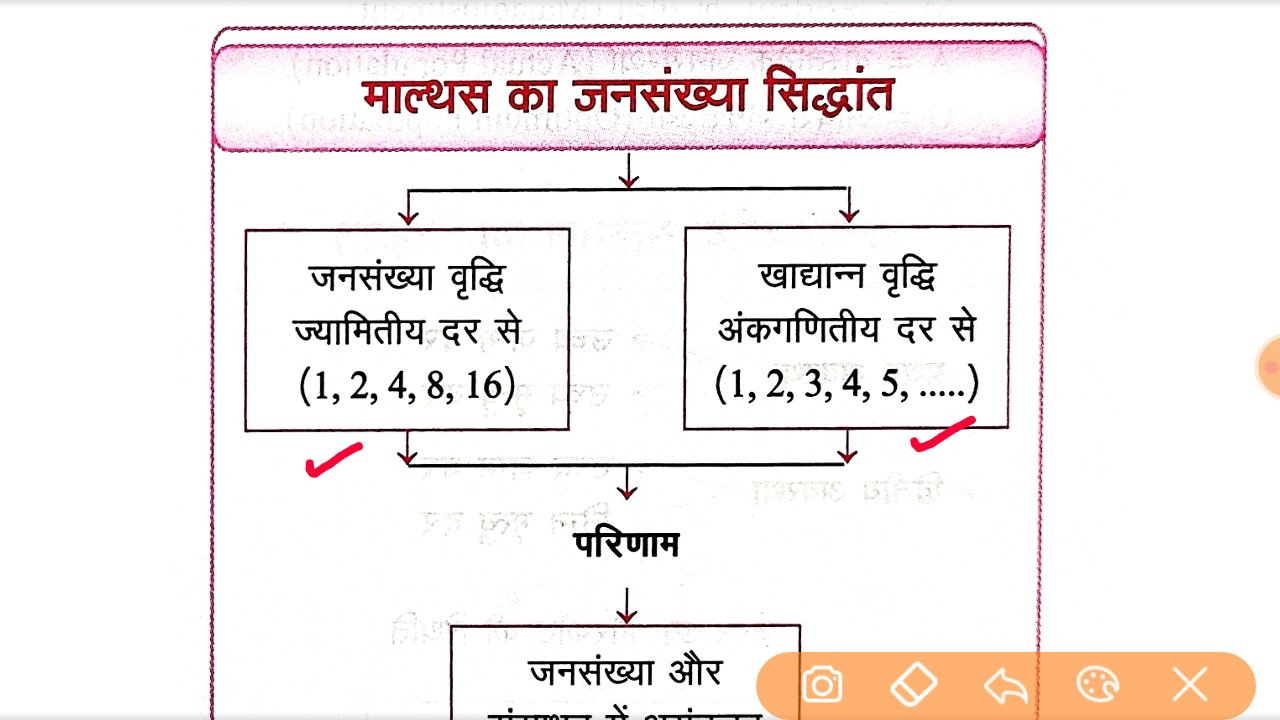 माल्थस का जनसंख्या सिद्धांत
जनसंख्या वृद्धि
ज्यामितीय दर से
(1, 2, 4, 8, 16)
खाद्यान्न वृद्धि
अंकगणितीय दर से
(1, 2, 3, 4, 5, .....)
परिणाम
जनसंख्या और